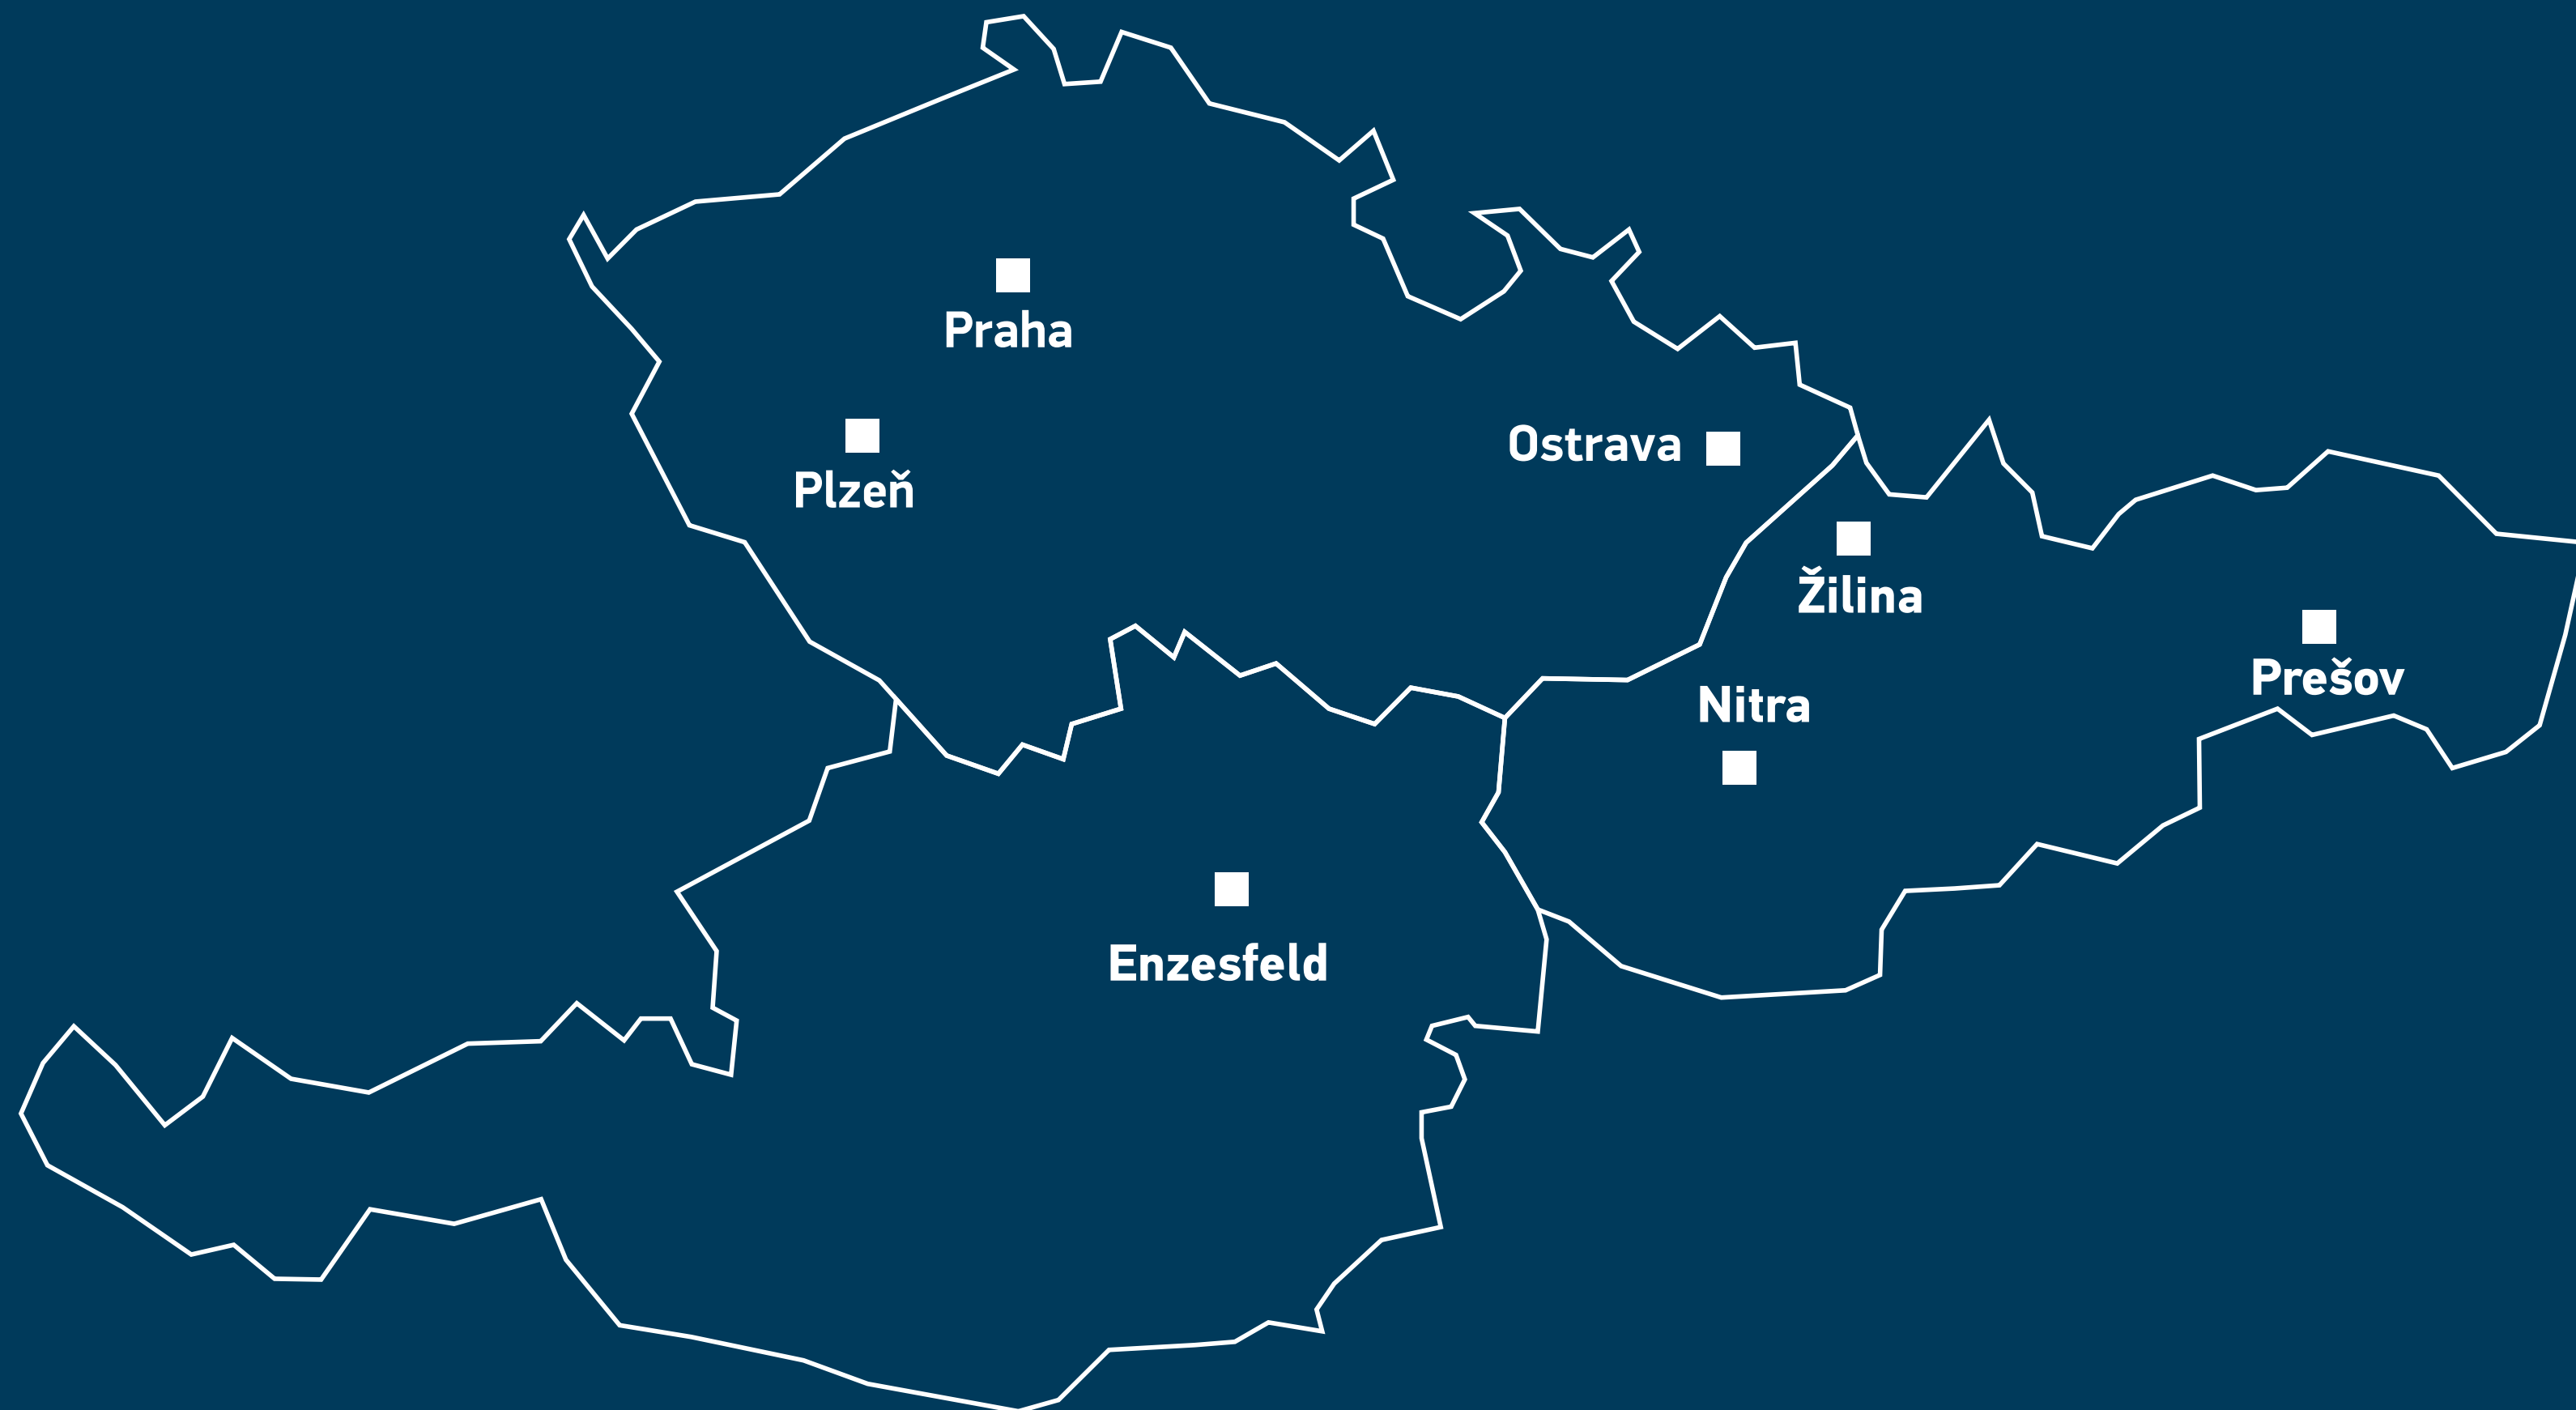 Praha
Plzeň
Ostrava
Žilina
Prešov
Nitra
Enzesfeld